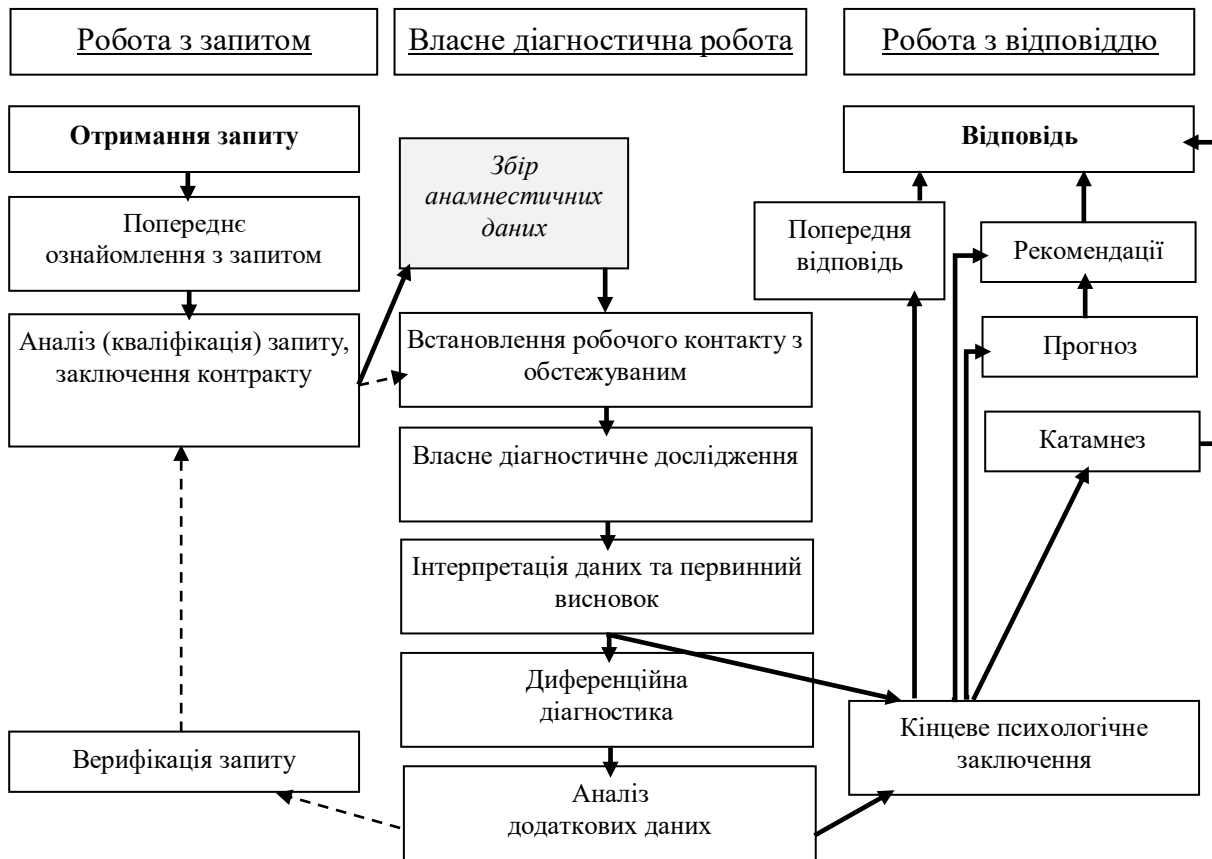 Робота з запитом
Власне діагностична робота
Робота з відповіддю
Отримання запиту
Попереднє
ознайомлення з запитом
Аналіз (кваліфікація) запиту,
заключення контракту
Верифікація запиту
Збір
анамнестичних
даних
Встановлення робочого контакту з
обстежуваним
Власне діагностичне дослідження
Інтерпретація даних та первинний
висновок
Диференційна
діагностика
Аналіз
додаткових даних
Відповідь
Попередня
відповідь
Рекомендації
Прогноз
Катамнез
Кінцеве психологічне
заключення